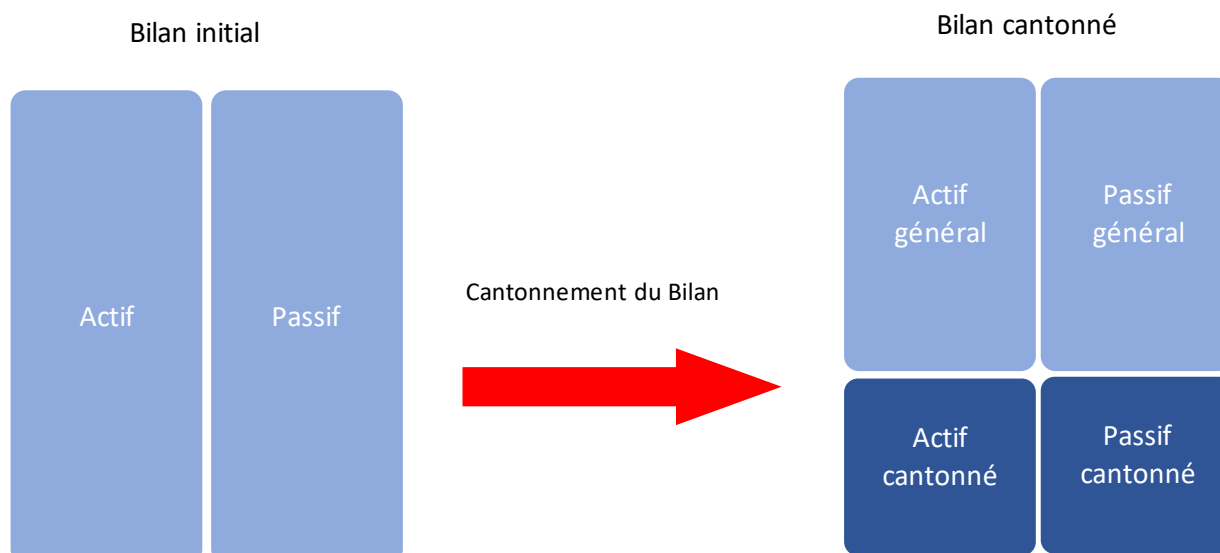 Bilan initial
Bilan cantonné
Actif
Passif
Cantonnement du Bilan
Actif
général
Passif
général
Actif
cantonné
Passif
cantonné